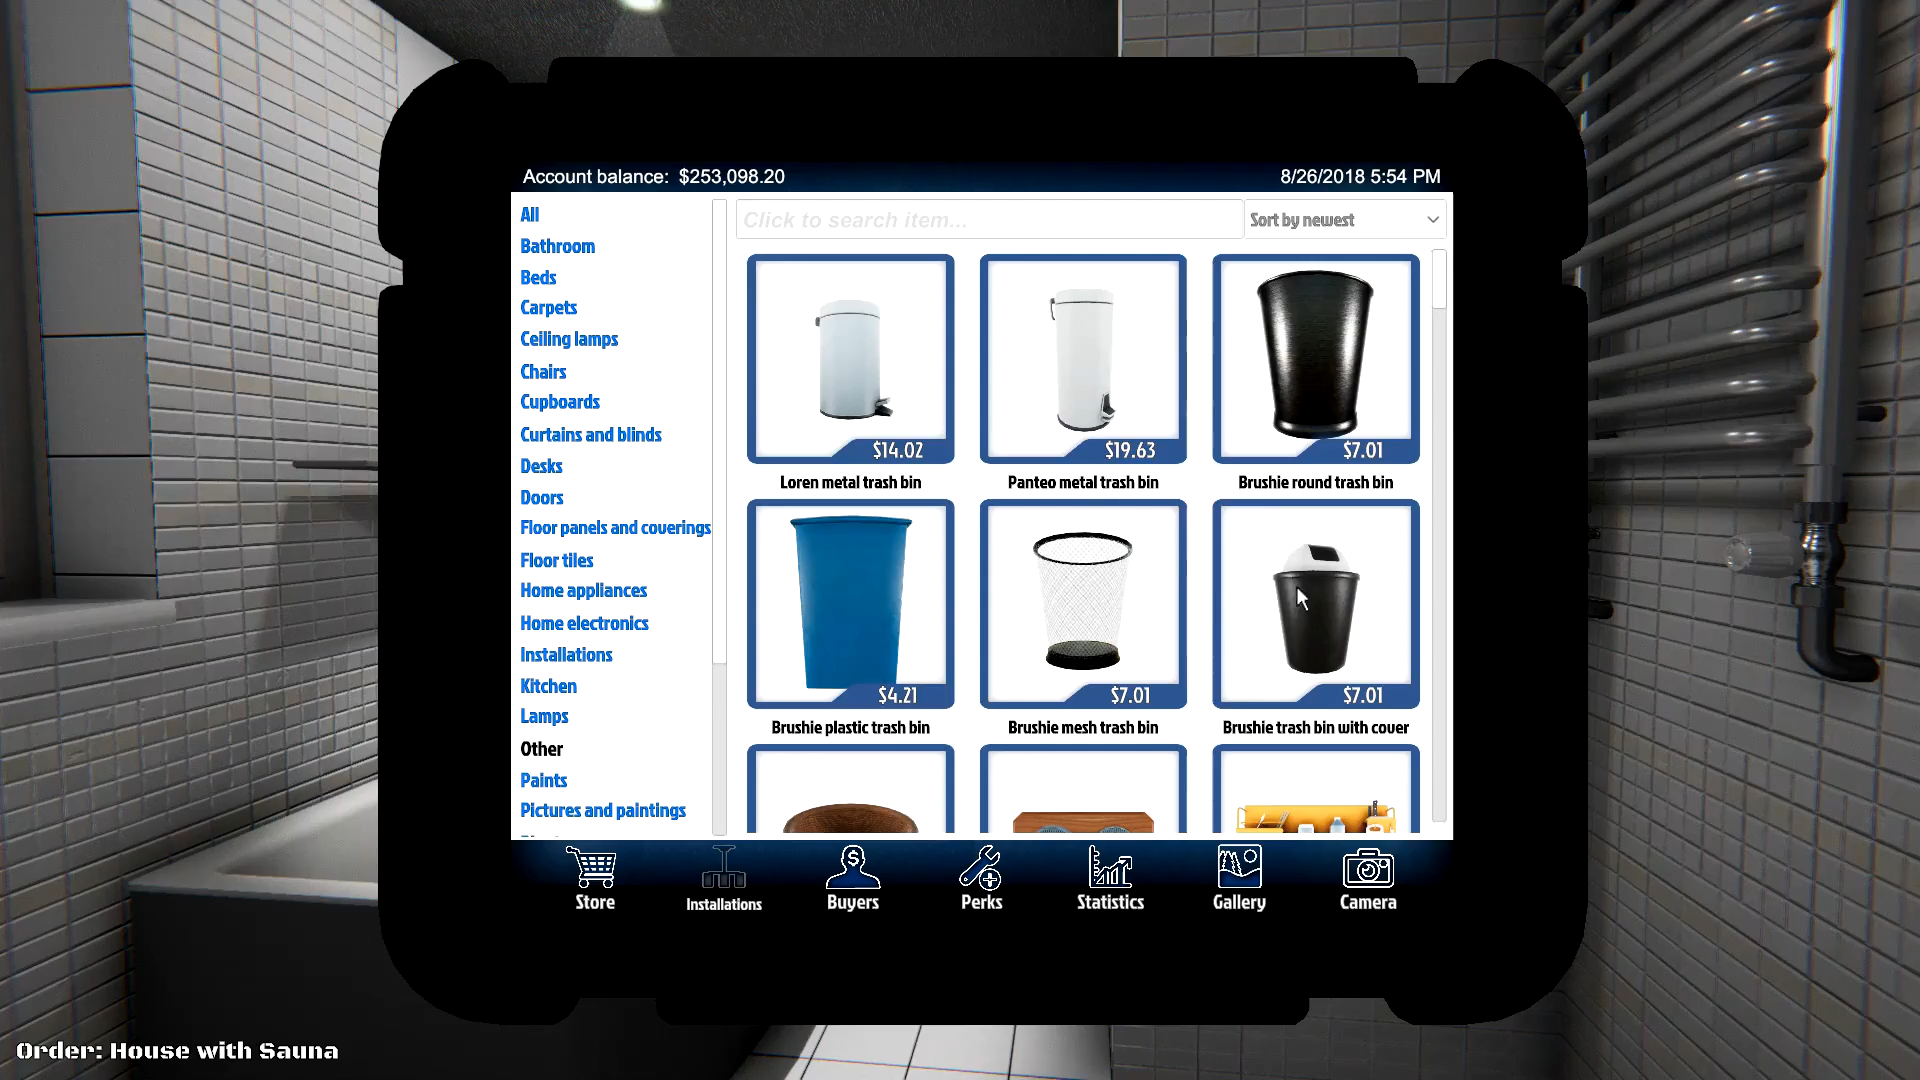 Account balance: $253,098.20
8/26/2018 5:54 PM
All
Bathroom
Beds
Carpets
Ceiling lamps
Chairs
Cupboards
Curtains and blinds
Desks
Doors
Floor panels and coverings
Floor tiles
Home appliances
Home electronics
Installations
Kitchen
Lamps
Other
Paints
Pictures and paintings
Click to search item...
Sort by newest
$14.02
$19.63
$7.01
Loren metal trash bin
Panteo metal trash bin
Brushie round trash bin
$4.21
$7.01
$7.01
Brushie plastic trash bin
Brushie mesh trash bin
Brushie trash bin with cover
Store
Installations
Buyers
Perks
Statistics
Gallery
Camera
Order: House with Sauna